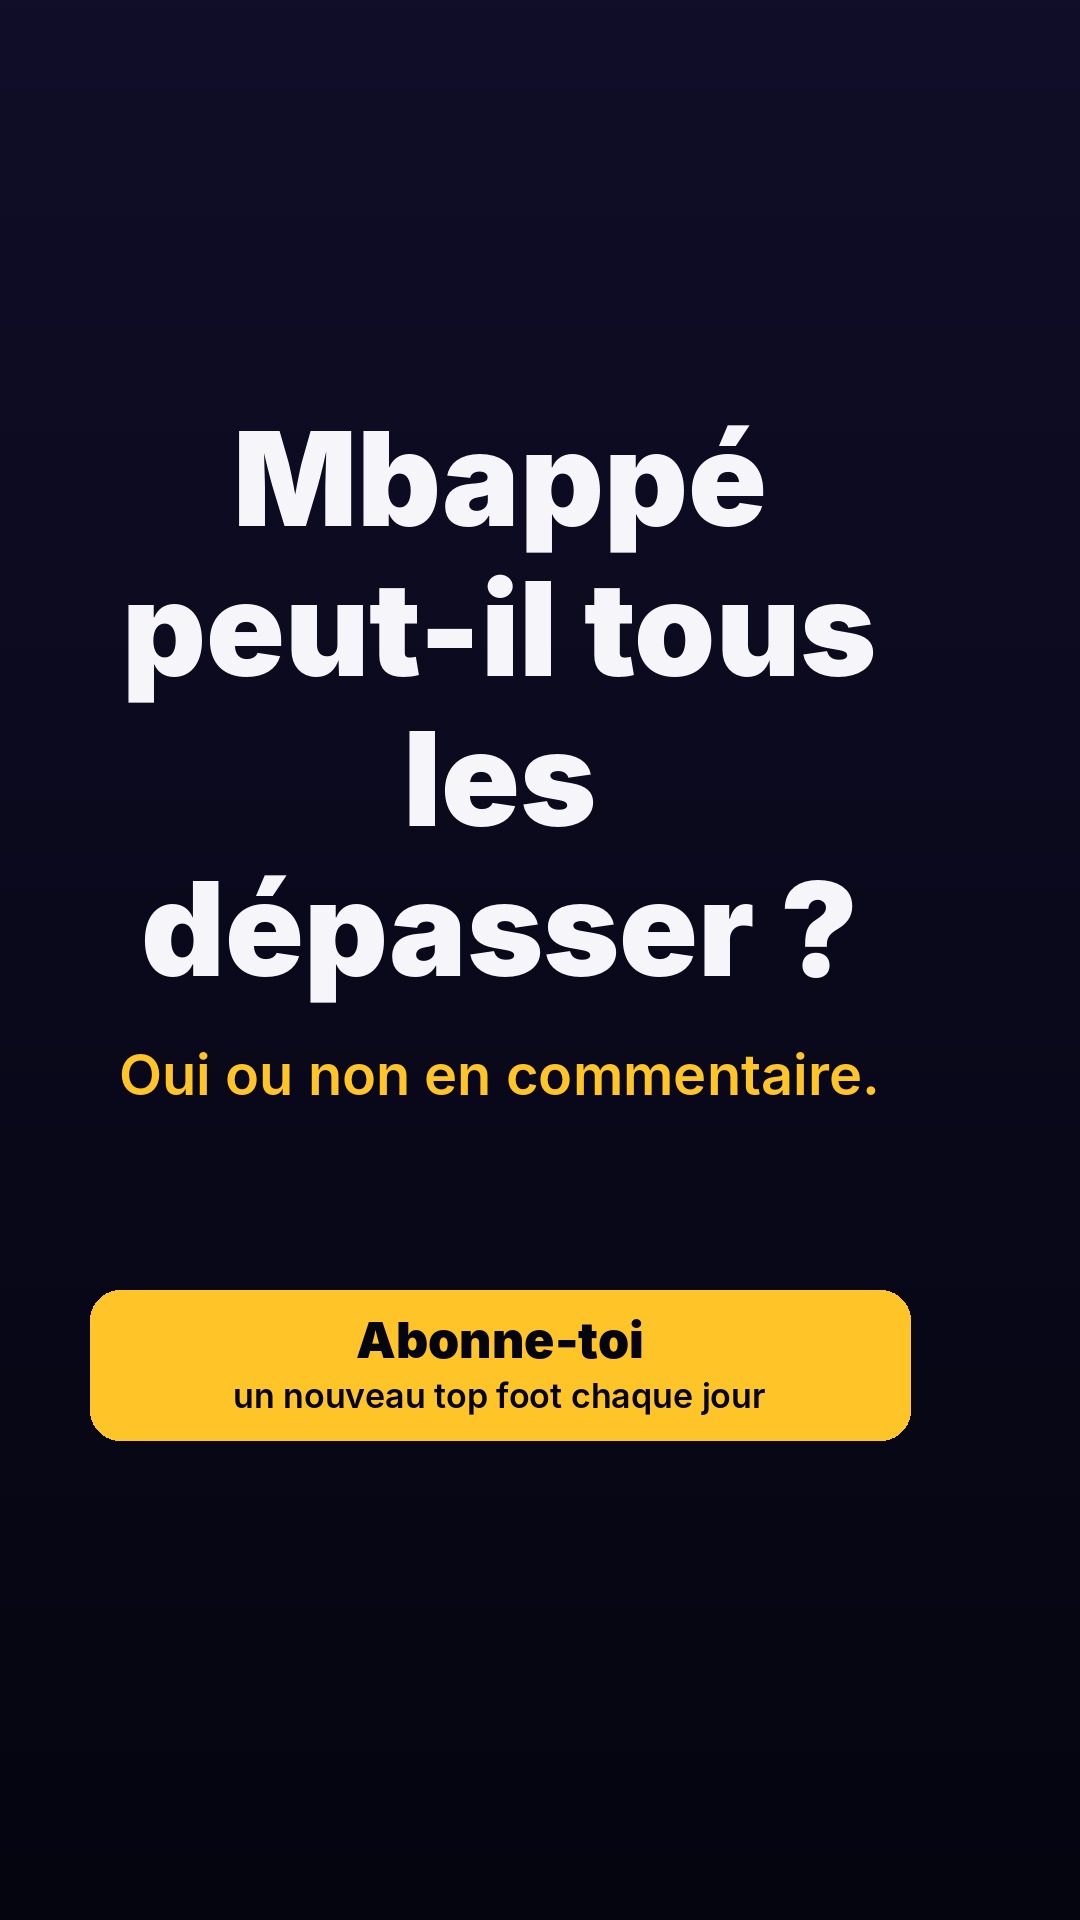 Mbappé
peut-il tous
les
dépasser ?
Oui ou non en commentaire.
Abonne-toi
un nouveau top foot chaque jour